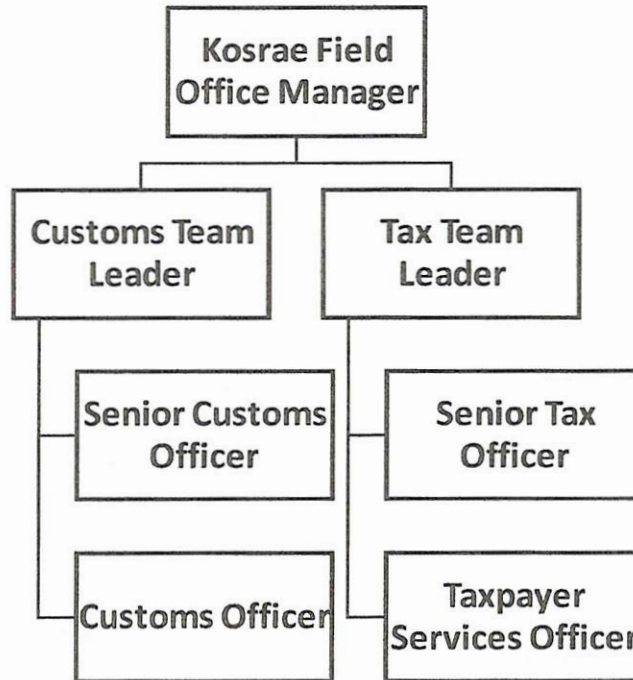 Kosrae Field
Office Manager
Customs Team
Leader
Tax Team
Leader
Senior Customs
Officer
Senior Tax
Officer
Customs Officer
Taxpayer
Services Officer